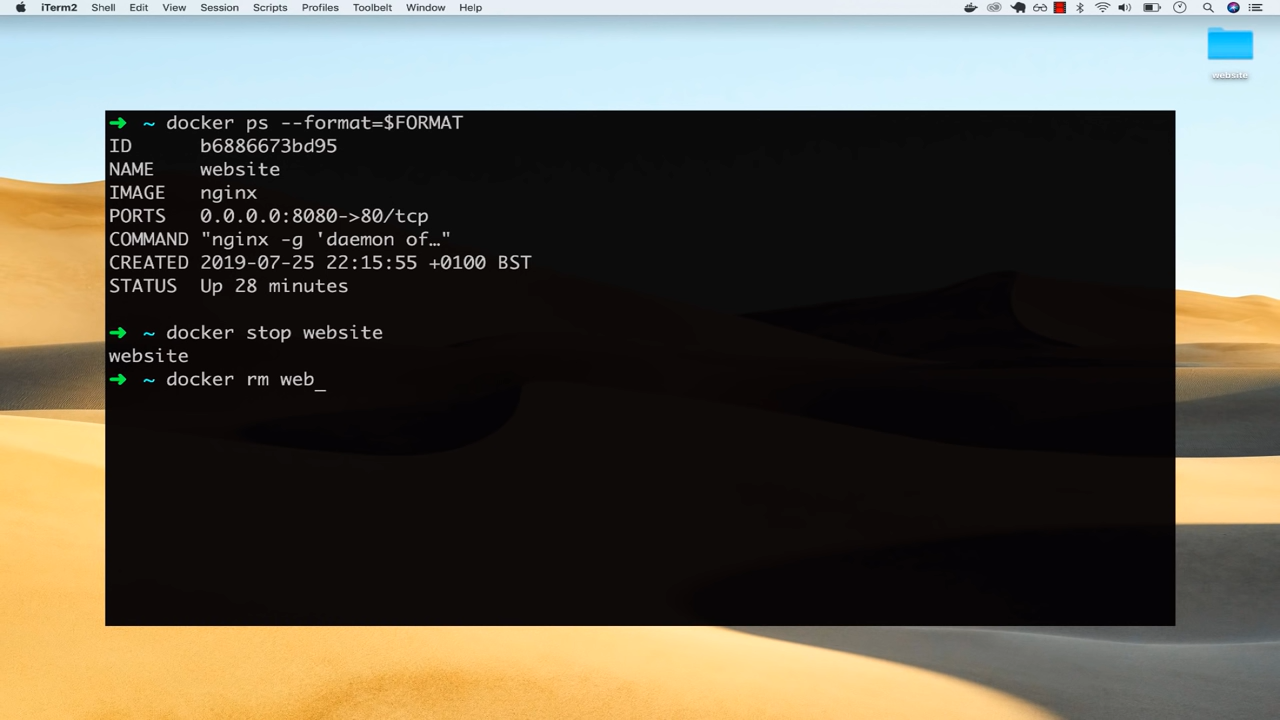 iTerm2 Shell Edit View Session Scripts Profiles Toolbelt Window Help
website
➜ ~ docker ps --format=$FORMAT
ID b6886673bd95
NAME website
IMAGE nginx
PORTS 0.0.0.0:8080->80/tcp
COMMAND "nginx -g 'daemon of…"
CREATED 2019-07-25 22:15:55 +0100 BST
STATUS Up 28 minutes
➜ ~ docker stop website
website
➜ ~ docker rm web_